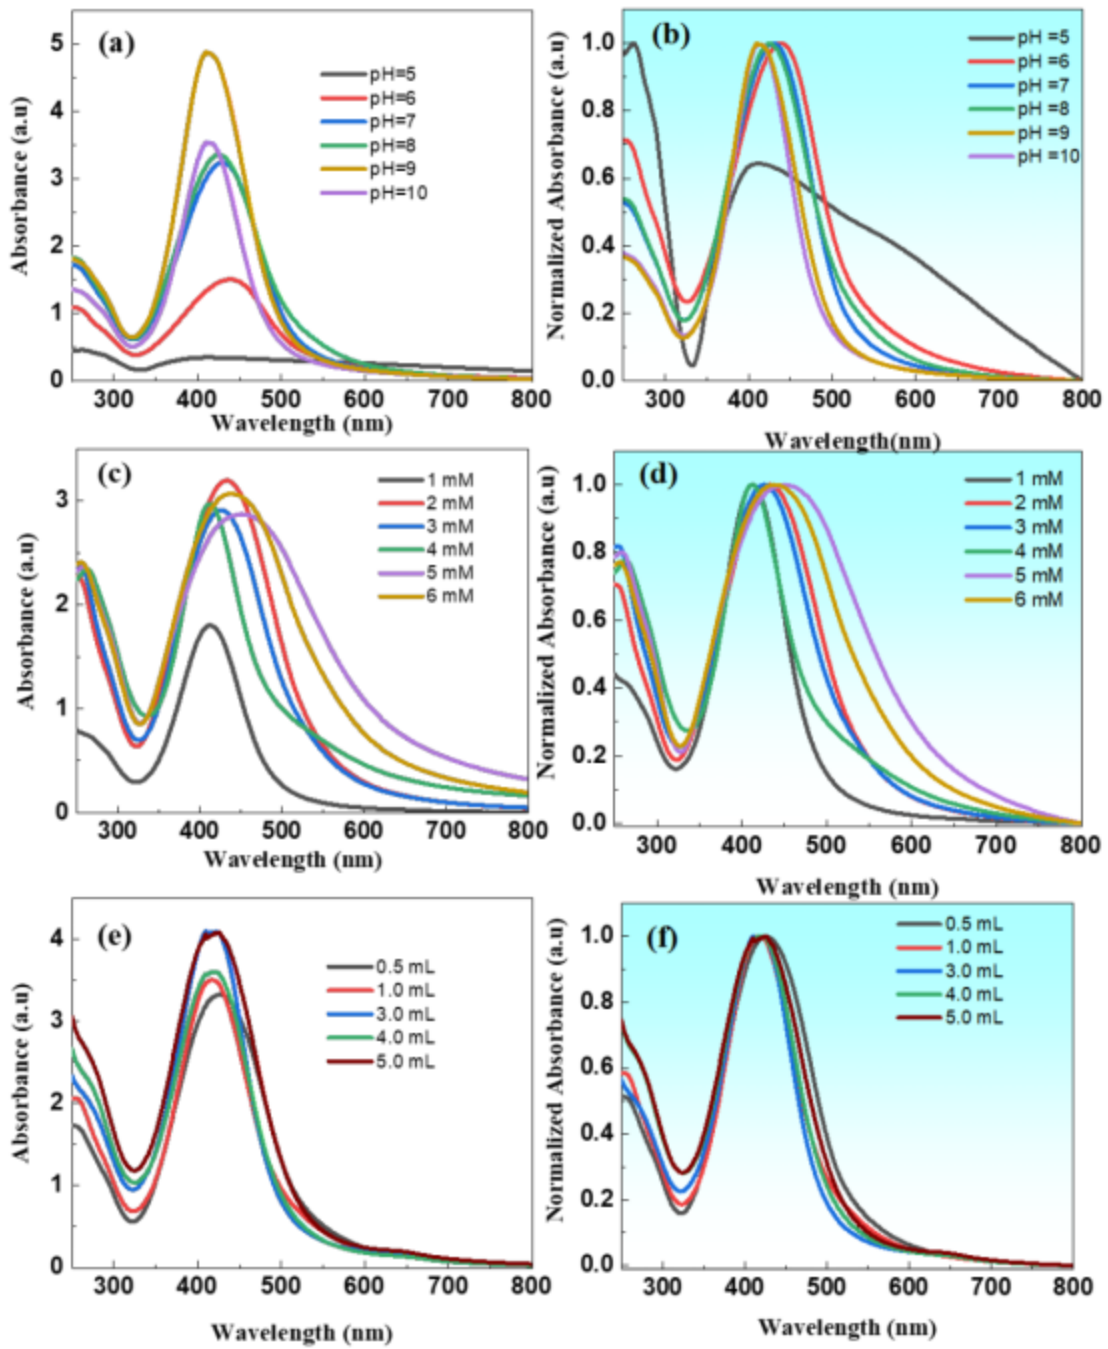 (a)
pH=5
pH=6
pH=7
pH=8
pH=9
pH=10
Absorbance (a.u)
5
4
3
2
1
0
300 400 500 600 700 800
Wavelength (nm)
(b)
pH =5
pH =6
pH =7
pH =8
pH =9
pH =10
Normalized Absorbance (a.u)
1.0
0.8
0.6
0.4
0.2
0.0
300 400 500 600 700 800
Wavelength(nm)
(c)
1 mM
2 mM
3 mM
4 mM
5 mM
6 mM
Absorbance (a.u)
3
2
1
0
300 400 500 600 700 800
Wavelength (nm)
(d)
1 mM
2 mM
3 mM
4 mM
5 mM
6 mM
Normalized Absorbance (a.u)
1.0
0.8
0.6
0.4
0.2
0.0
300 400 500 600 700 800
Wavelength (nm)
(e)
0.5 mL
1.0 mL
3.0 mL
4.0 mL
5.0 mL
Absorbance (a.u)
4
3
2
1
0
300 400 500 600 700 800
Wavelength (nm)
(f)
0.5 mL
1.0 mL
3.0 mL
4.0 mL
5.0 mL
Normalized Absorbance (a.u)
1.0
0.8
0.6
0.4
0.2
0.0
300 400 500 600 700 800
Wavelength (nm)